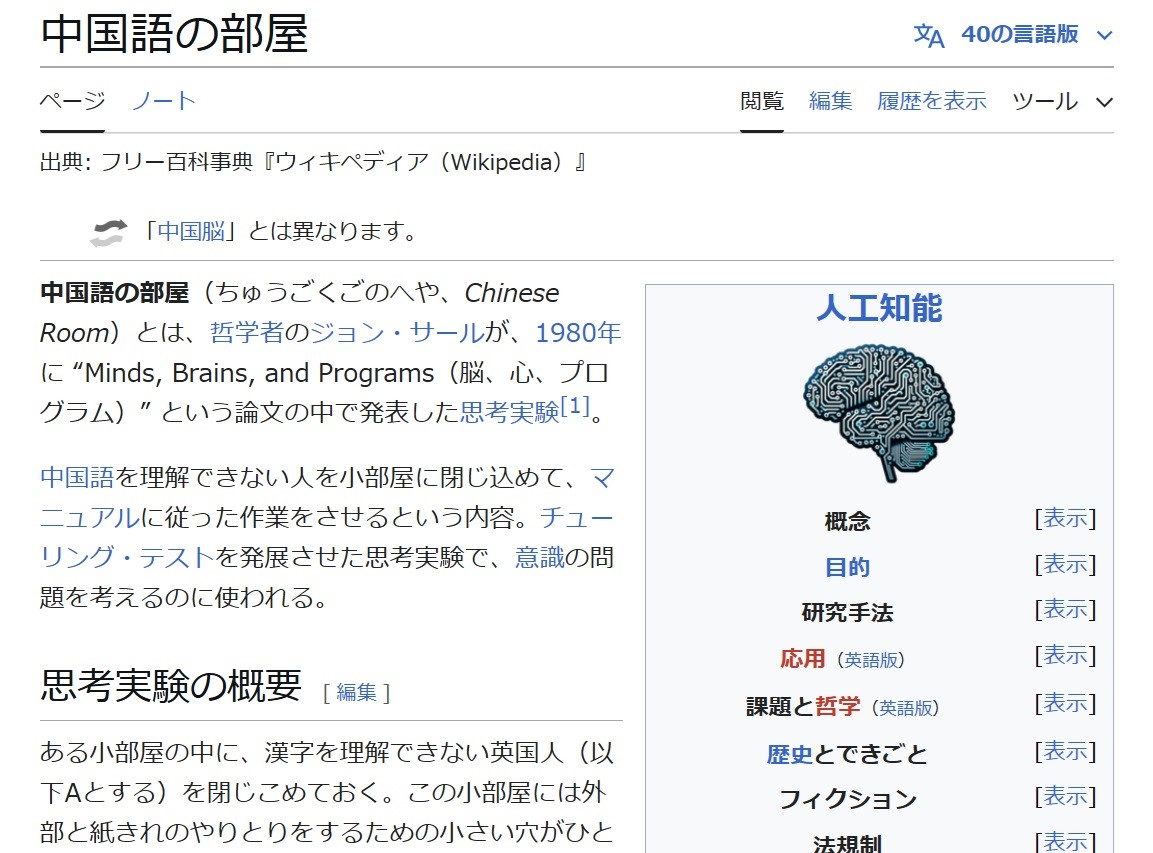 中国語の部屋
40の言語版
ページ ノート 閲覧 編集 履歴を表示 ツール
出典: フリー百科事典『ウィキペディア（Wikipedia）』
「中国脳」とは異なります。
中国語の部屋（ちゅうごくごのへや、Chinese
Room）とは、哲学者のジョン・サールが、1980年
に “Minds, Brains, and Programs（脳、心、プロ
グラム）” という論文の中で発表した思考実験[1]。
中国語を理解できない人を小部屋に閉じ込めて、マ
ニュアルに従った作業をさせるという内容。チュー
リング・テストを発展させた思考実験で、意識の問
題を考えるのに使われる。
思考実験の概要 [ 編集 ]
ある小部屋の中に、漢字を理解できない英国人（以
下Aとする）を閉じこめておく。この小部屋には外
部と紙きれのやりとりをするための小さい穴がひと
人工知能
概念 [表示]
目的 [表示]
研究手法 [表示]
応用（英語版） [表示]
課題と哲学（英語版） [表示]
歴史とできごと [表示]
フィクション [表示]
法規制 [表示]